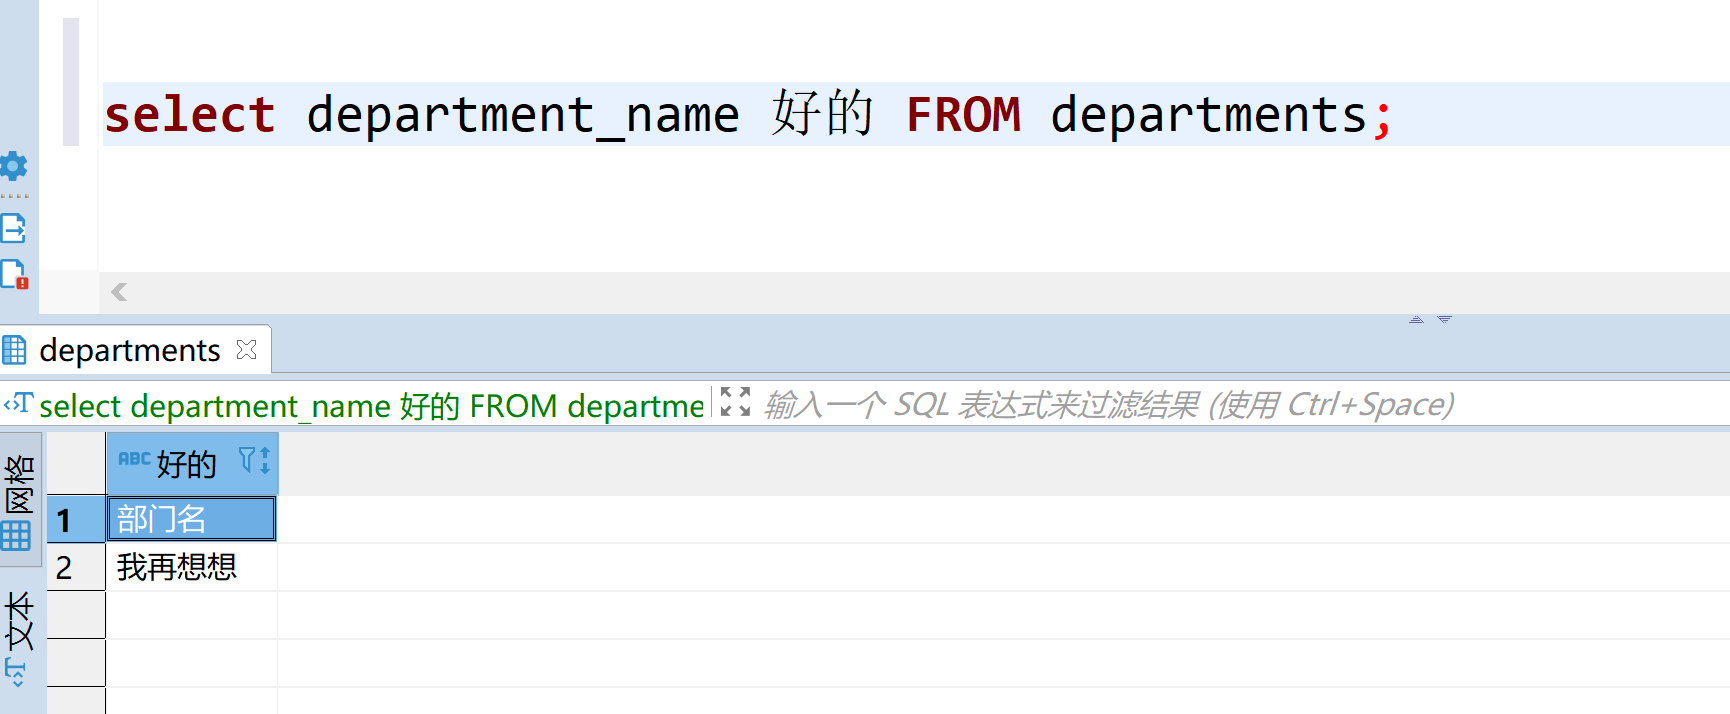 select department_name 好的 FROM departments;
departments
select department_name 好的 FROM departme
输入一个 SQL 表达式来过滤结果 (使用 Ctrl+Space)
网格
文本
ABC 好的
1 部门名
2 我再想想